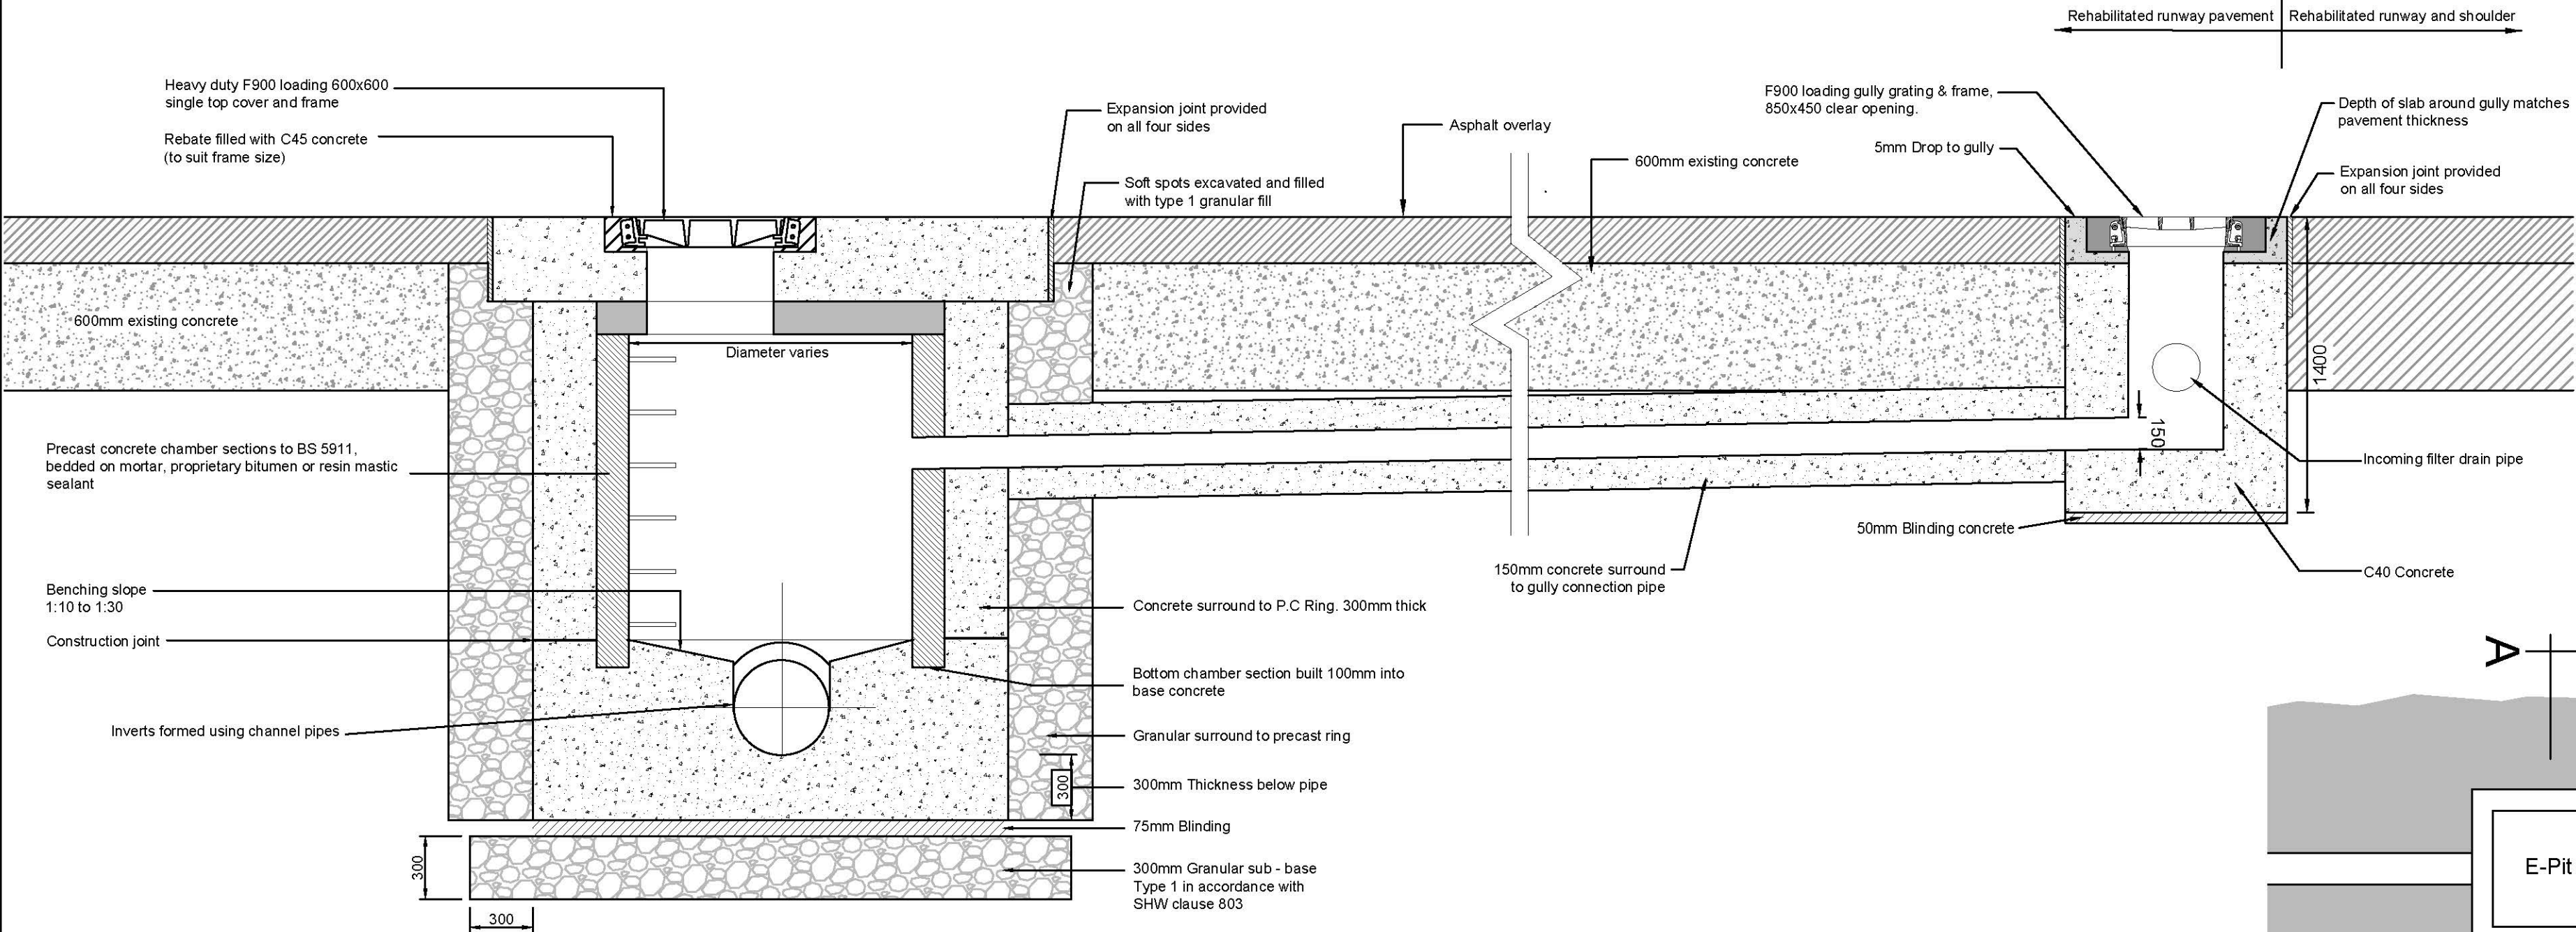 Rehabilitated runway pavement
Rehabilitated runway and shoulder
Heavy duty F900 loading 600x600
single top cover and frame
Rebate filled with C45 concrete
(to suit frame size)
Expansion joint provided
on all four sides
Soft spots excavated and filled
with type 1 granular fill
Asphalt overlay
600mm existing concrete
F900 loading gully grating & frame,
850x450 clear opening.
5mm Drop to gully
Depth of slab around gully matches
pavement thickness
Expansion joint provided
on all four sides
600mm existing concrete
Diameter varies
1400
150
Precast concrete chamber sections to BS 5911,
bedded on mortar, proprietary bitumen or resin mastic
sealant
Incoming filter drain pipe
50mm Blinding concrete
150mm concrete surround
to gully connection pipe
C40 Concrete
Benching slope
1:10 to 1:30
Construction joint
Concrete surround to P.C Ring. 300mm thick
Bottom chamber section built 100mm into
base concrete
Inverts formed using channel pipes
Granular surround to precast ring
300
300mm Thickness below pipe
75mm Blinding
300
300mm Granular sub - base
Type 1 in accordance with
SHW clause 803
300
A
E-Pit